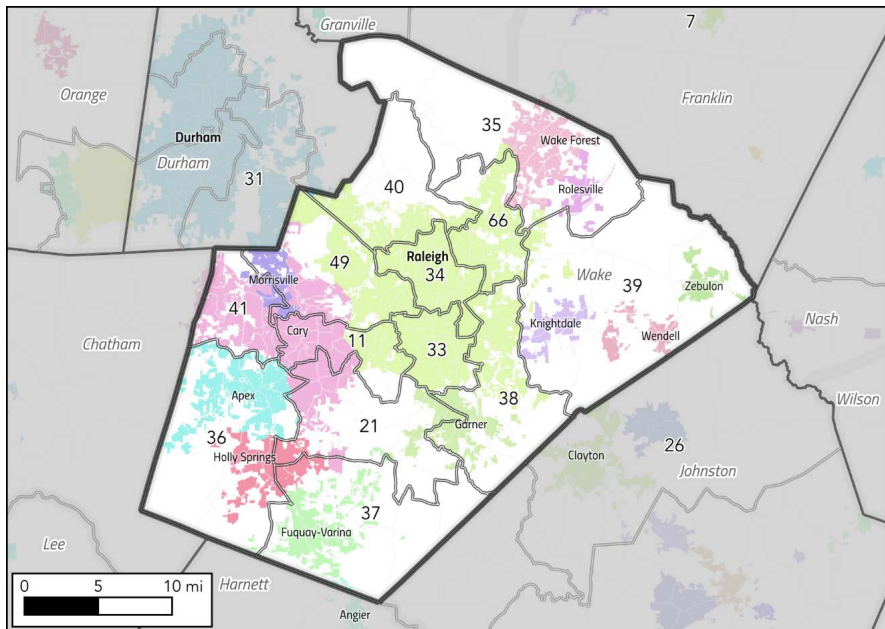 Granville
7
Orange
Franklin
35
Durham
Wake Forest
Durham
31
40
Rolesville
66
Raleigh
49
34
Wake
39
Morrisville
Zebulon
41
Knightdale
Nash
Cary
Wendell
Chatham
11
33
Apex
38
Wilson
21
Garner
36
26
Holly Springs
Clayton
Johnston
37
Fuquay-Varina
Lee
0 5 10 mi
Harnett
Angier